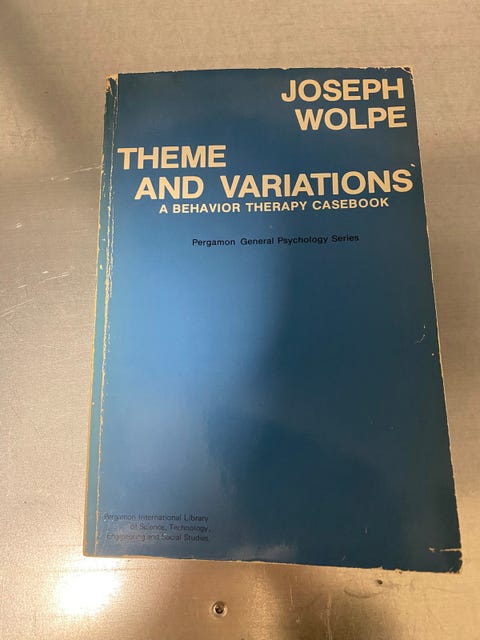 JOSEPH
WOLPE
THEME
AND VARIATIONS
A BEHAVIOR THERAPY CASEBOOK
Pergamon General Psychology Series
Pergamon International Library
of Science, Technology,
Engineering and Social Studies